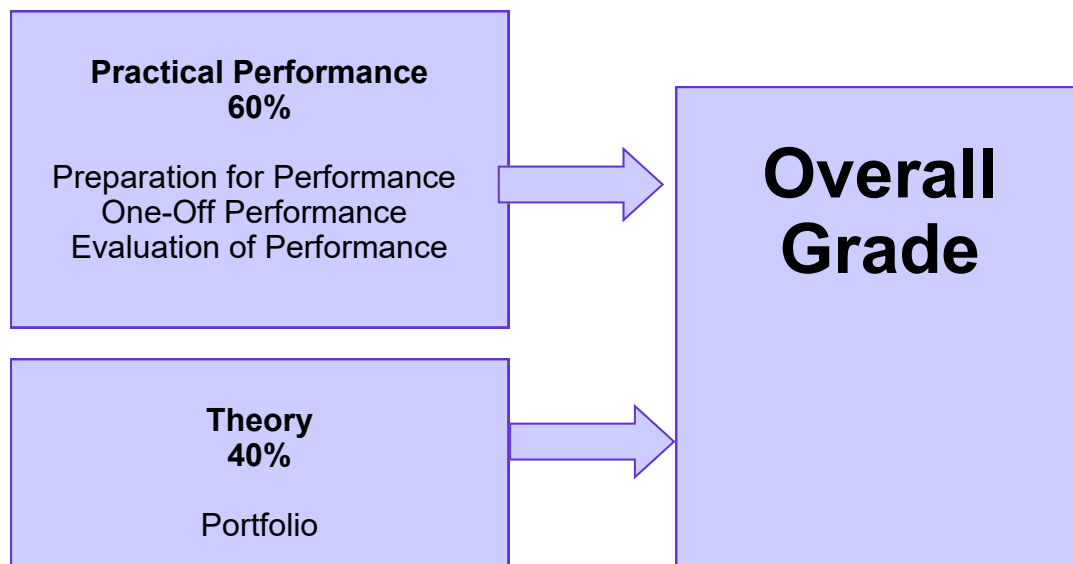 Practical Performance
60%
Preparation for Performance
One-Off Performance
Evaluation of Performance
Theory
40%
Portfolio
Overall
Grade